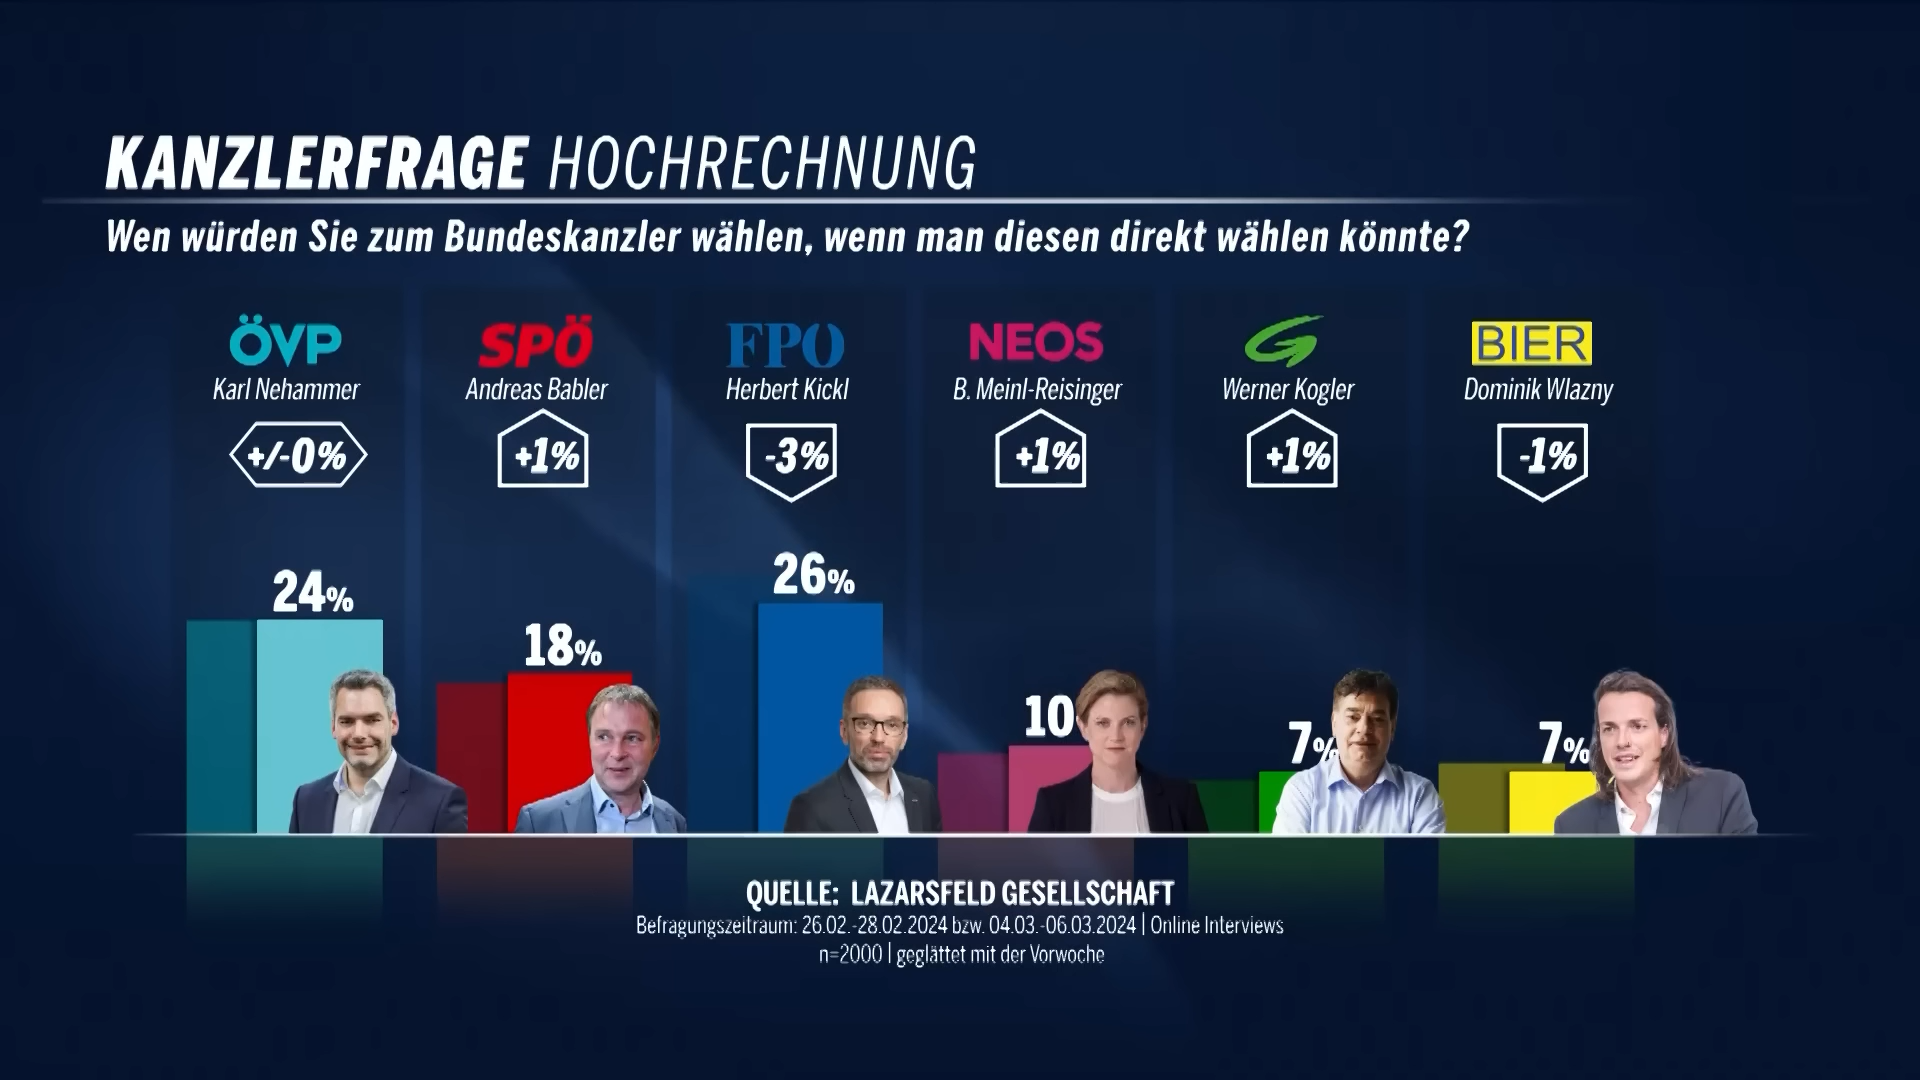 KANZLERFRAGE HOCHRECHNUNG
Wen würden Sie zum Bundeskanzler wählen, wenn man diesen direkt wählen könnte?
ÖVP SPÖ FPÖ NEOS G BIER
Karl Nehammer Andreas Babler Herbert Kickl B. Meinl-Reisinger Werner Kogler Dominik Wlazny
+/-0% +1% -3% +1% +1% -1%
24% 18% 26% 10 7% 7%
QUELLE: LAZARSFELD GESELLSCHAFT
Befragungszeitraum: 26.02.-28.02.2024 bzw. 04.03.-06.03.2024 | Online Interviews
n=2000 | geglättet mit der Vorwoche